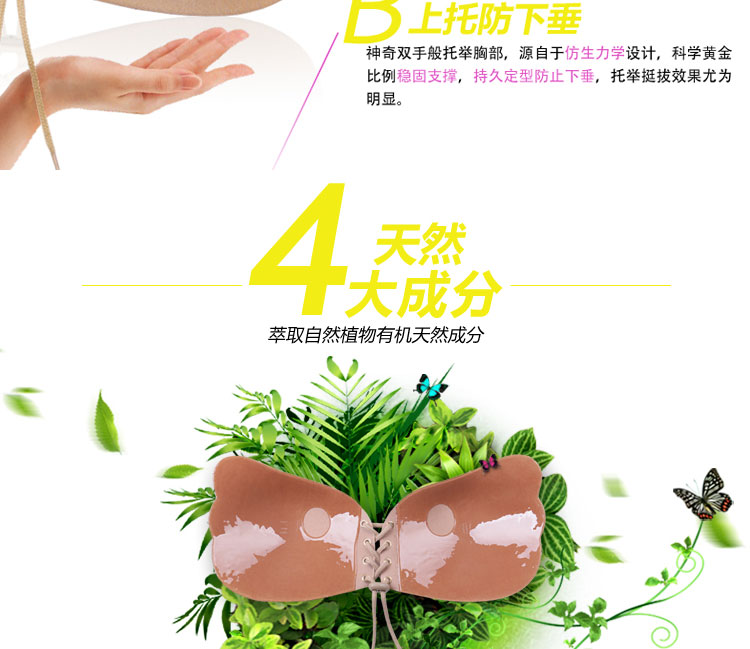 B上托防下垂
神奇双手般托举胸部，源自于仿生力学设计，科学黄金
比例稳固支撑，持久定型防止下垂，托举挺拔效果尤为
明显。
4天然
大成分
萃取自然植物有机天然成分